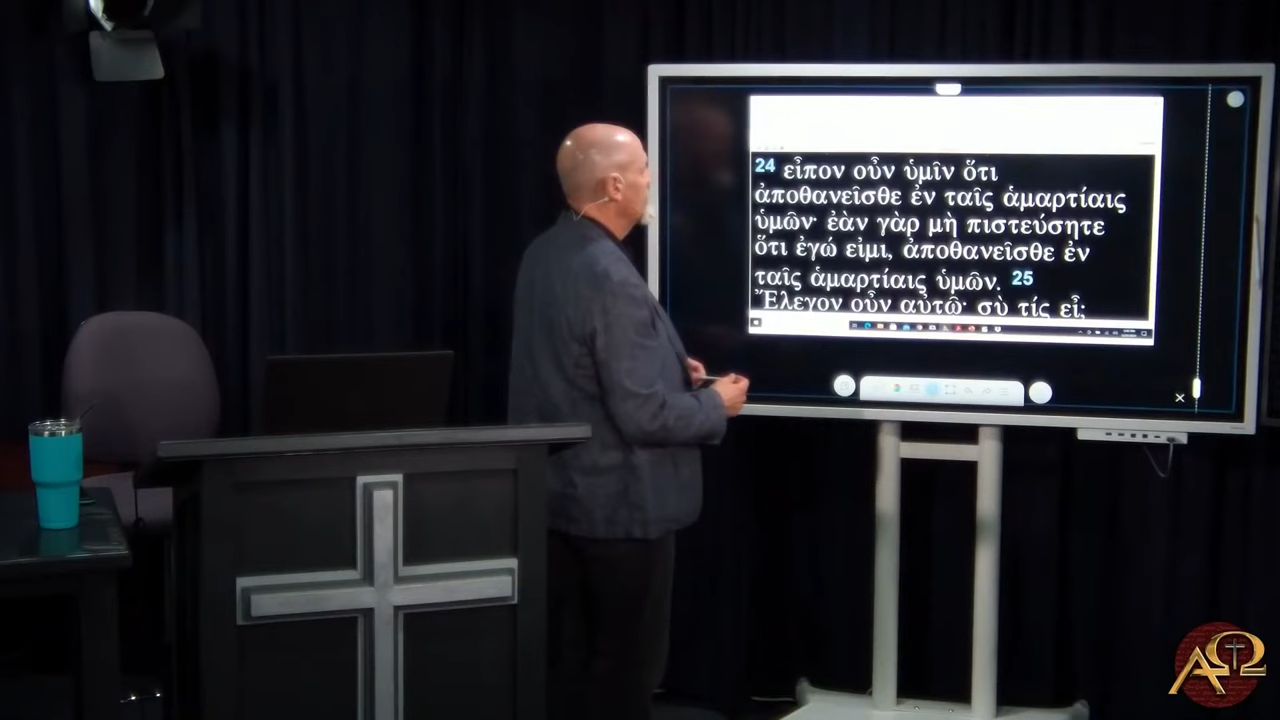 24 εἶπον οὖν ὑμῖν ὅτι
ἀποθανεῖσθε ἐν ταῖς ἁμαρτίαις
ὑμῶν· ἐὰν γὰρ μὴ πιστεύσητε
ὅτι ἐγώ εἰμι, ἀποθανεῖσθε ἐν
ταῖς ἁμαρτίαις ὑμῶν. 25
Ἔλεγον οὖν αὐτῷ· σὺ τίς εἶ;
ΑΩ